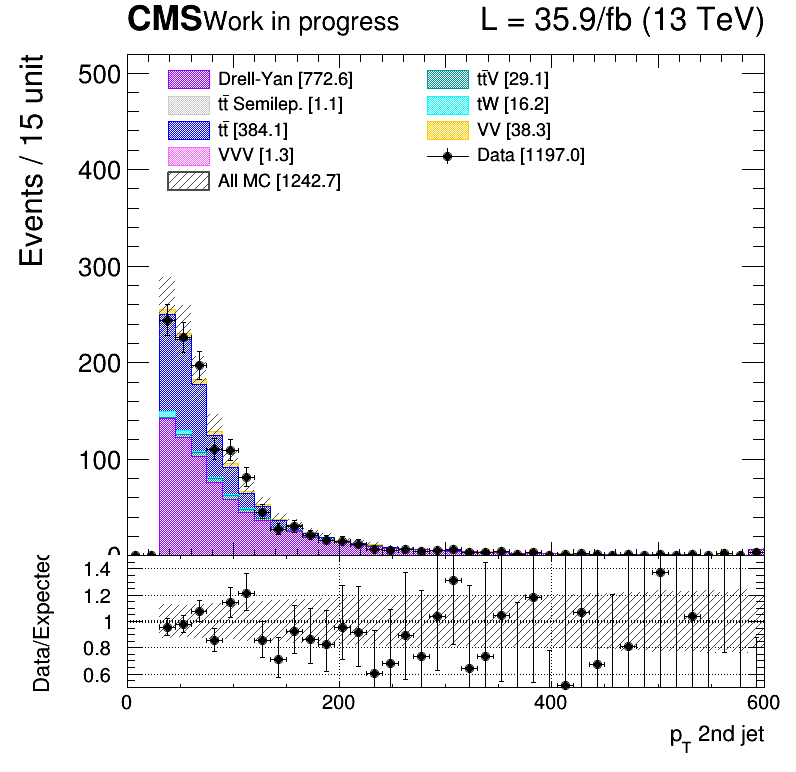 CMS Work in progress L = 35.9/fb (13 TeV)
Events / 15 unit
500
400
300
200
100
0
Drell-Yan [772.6]
tt̄ Semilep. [1.1]
tt̄ [384.1]
VVV [1.3]
All MC [1242.7]
tt̄V [29.1]
tW [16.2]
VV [38.3]
Data [1197.0]
Data/Expected
1.4
1.2
1
0.8
0.6
0 200 400 600
p_T 2nd jet